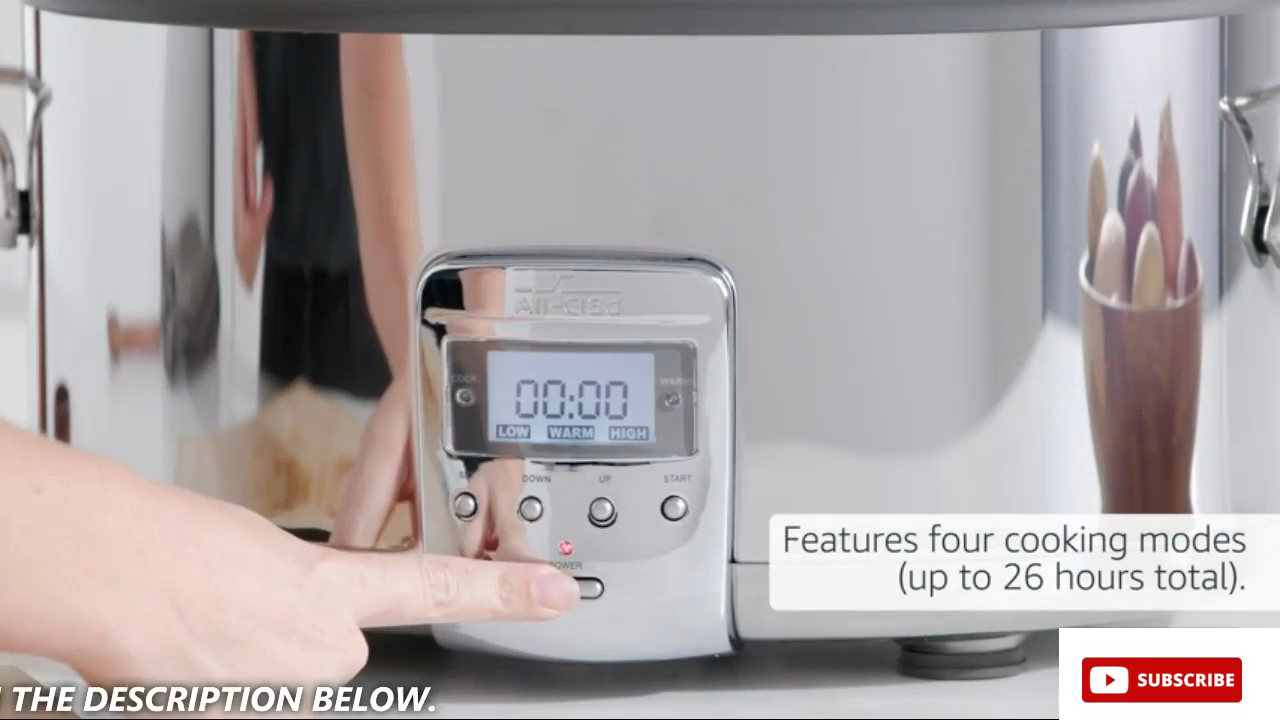 All-Clad
COOK
WARM
00:00
LOW WARM HIGH
DOWN UP START
POWER
Features four cooking modes
(up to 26 hours total).
THE DESCRIPTION BELOW.
SUBSCRIBE